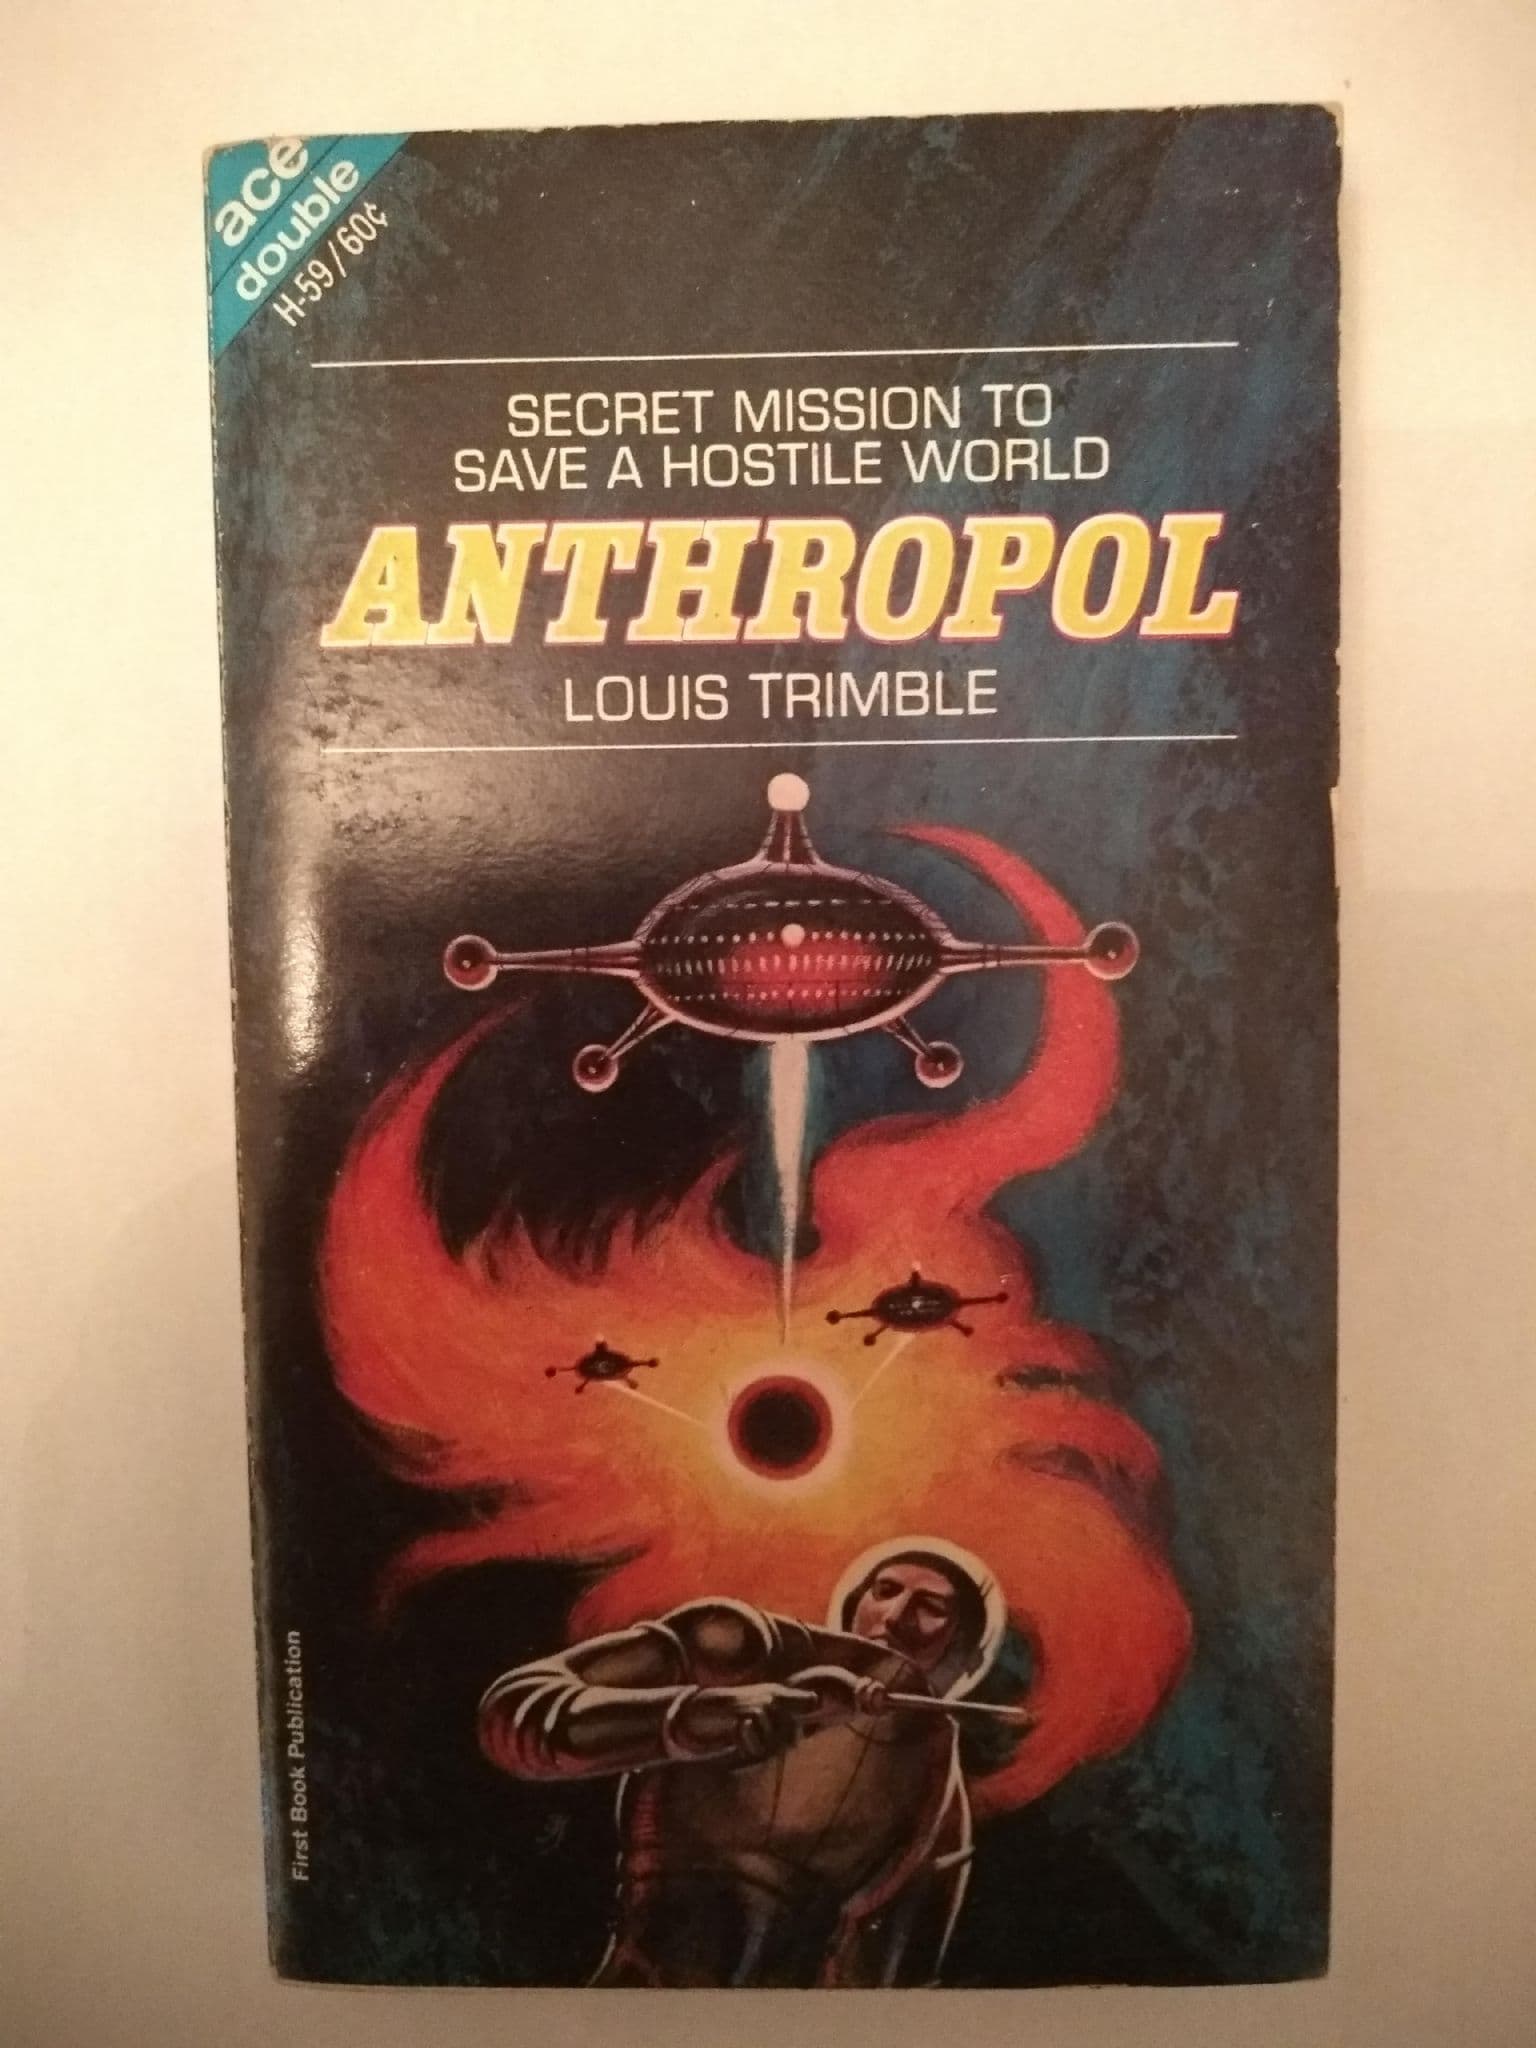 ace
double
H-59/60¢
SECRET MISSION TO
SAVE A HOSTILE WORLD
ANTHROPOL
LOUIS TRIMBLE
First Book Publication